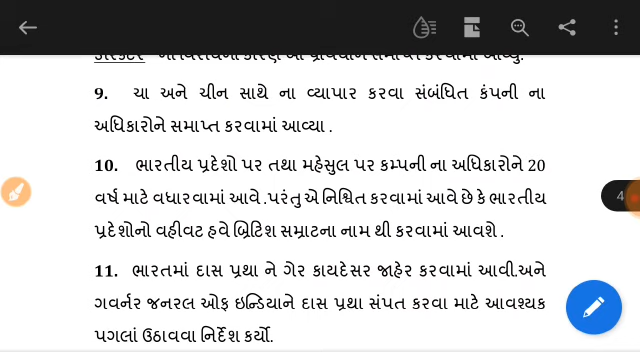 9. ચા અને ચીન સાથે ના વ્યાપાર કરવા સંબંધિત કંપની ના
અધિકારોને સમાપ્ત કરવામાં આવ્યા .
10. ભારતીય પ્રદેશો પર તથા મહેસુલ પર કમ્પની ના અધિકારોને 20
વર્ષ માટે વધારવામાં આવે .પરંતુ એ નિશ્ચિત કરવામાં આવે છે કે ભારતીય
4
પ્રદેશોનો વહીવટ હવે બ્રિટિશ સમ્રાટના નામ થી કરવામાં આવશે .
11. ભારતમાં દાસ પ્રથા ને ગેર કાયદેસર જાહેર કરવામાં આવી.અને
ગવર્નર જનરલ ઓફ ઇન્ડિયાને દાસ પ્રથા સંપત કરવા માટે આવશ્યક
પગલાં ઉઠાવવા નિર્દેશ કર્યો.